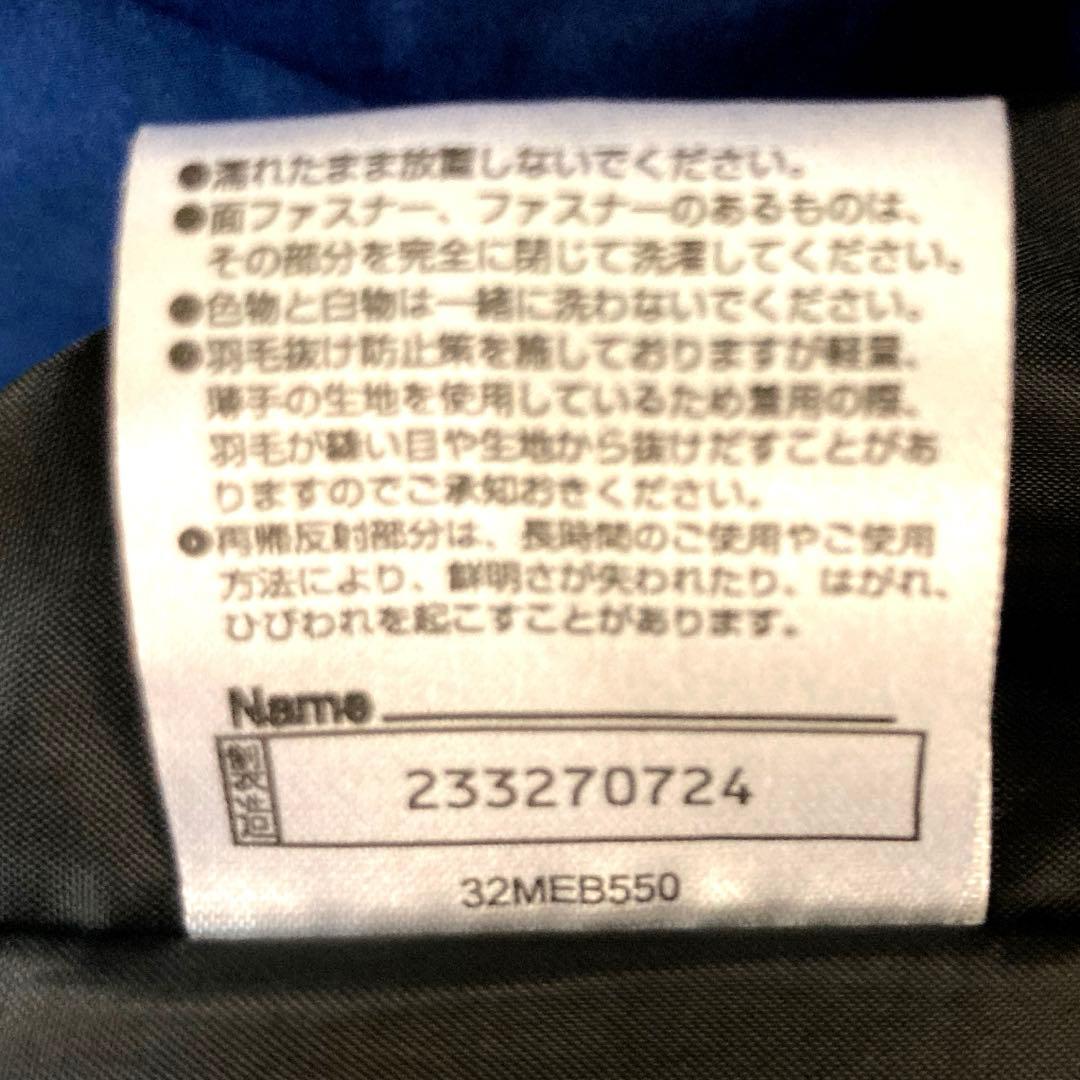 ●濡れたまま放置しないでください。
●面ファスナー、ファスナーのあるものは、
その部分を完全に閉じて洗濯してください。
●色物と白物は一緒に洗わないでください。
●羽毛抜け防止策を施しておりますが軽量、
薄手の生地を使用しているため着用の際、
羽毛が縫い目や生地から抜けだすことがあ
りますのでご承知おきください。
●再帰反射部分は、長時間のご使用やご使用
方法により、鮮明さが失われたり、はがれ、
ひびわれを起こすことがあります。
Name
233270724
32MEB550